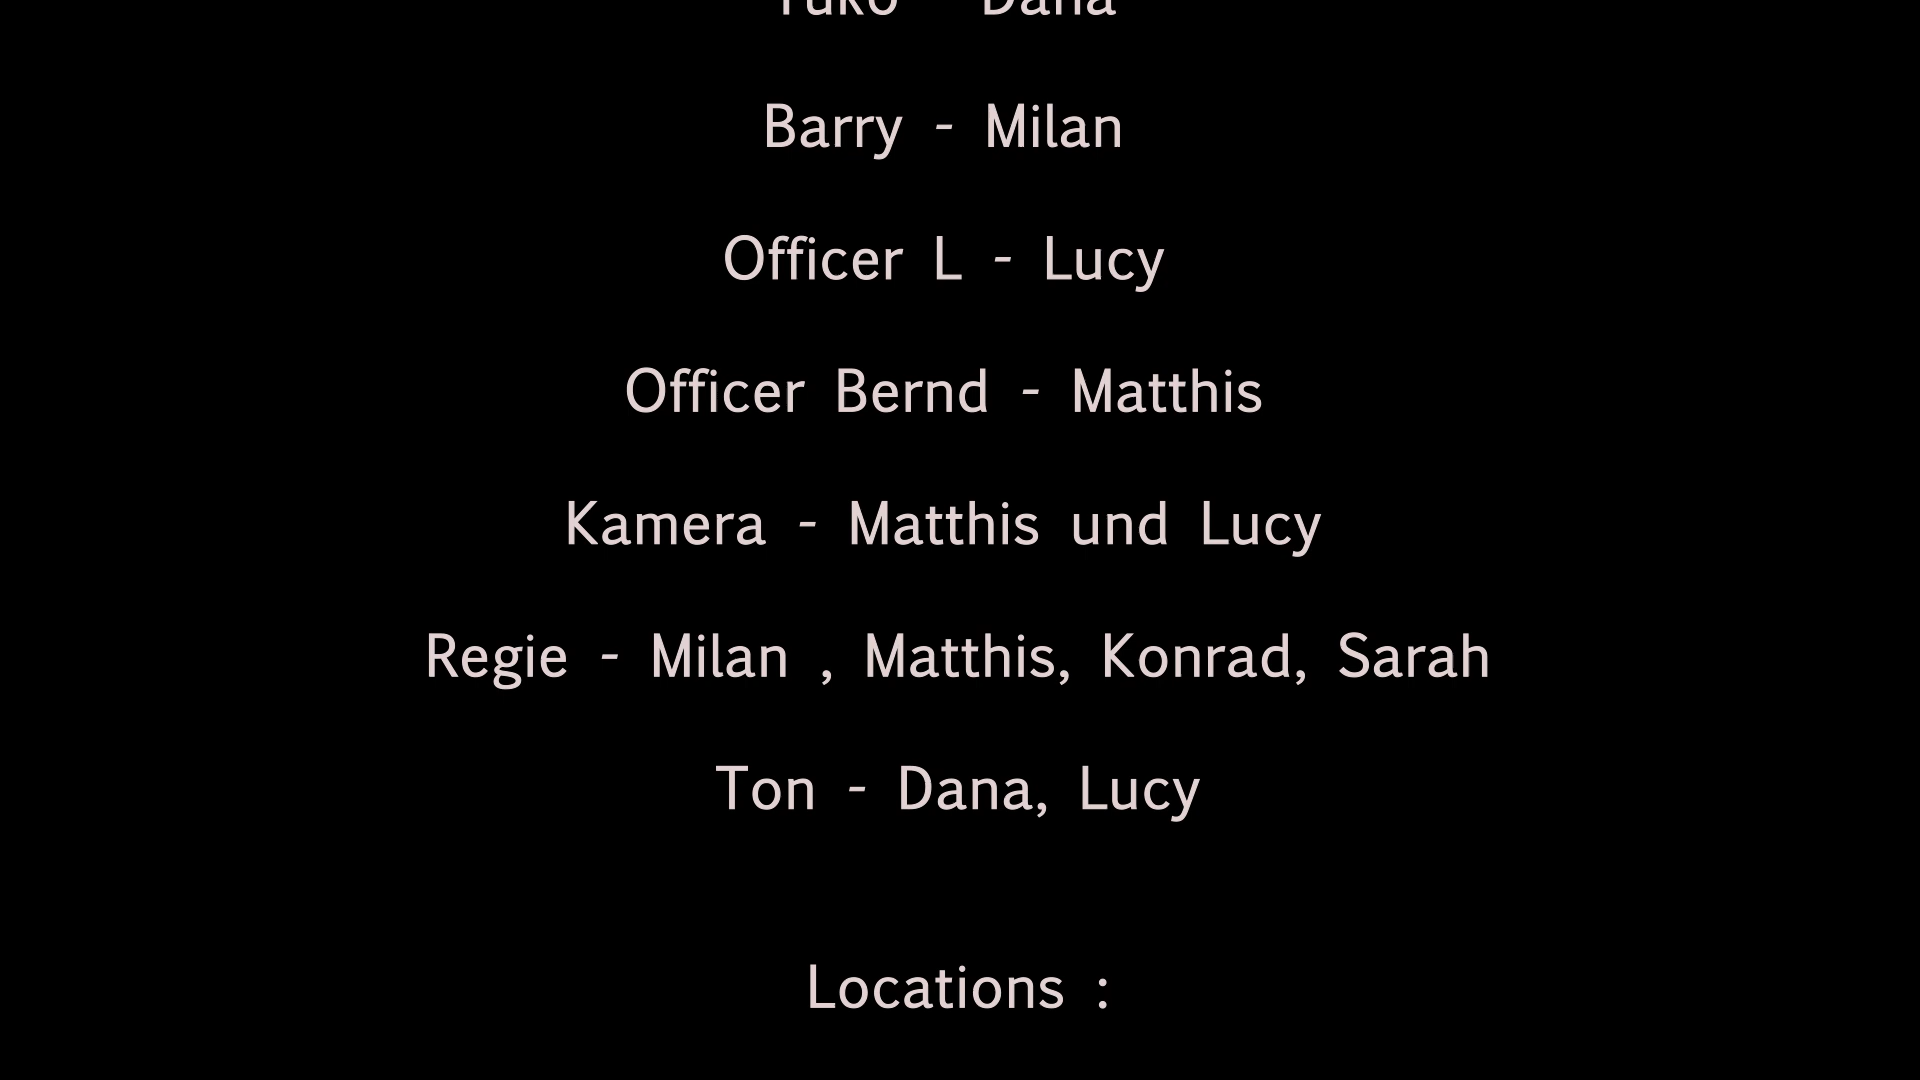 Dana
Barry - Milan
Officer L - Lucy
Officer Bernd - Matthis
Kamera - Matthis und Lucy
Regie - Milan , Matthis, Konrad, Sarah
Ton - Dana, Lucy
Locations :